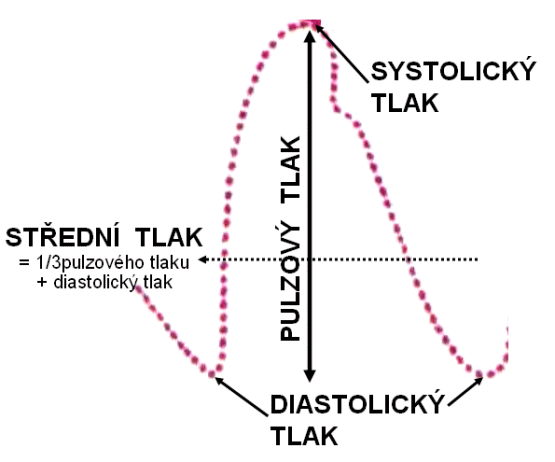 SYSTOLICKÝ
TLAK
PULZOVÝ TLAK
STŘEDNÍ TLAK
= 1/3pulzového tlaku
+ diastolický tlak
DIASTOLICKÝ
TLAK